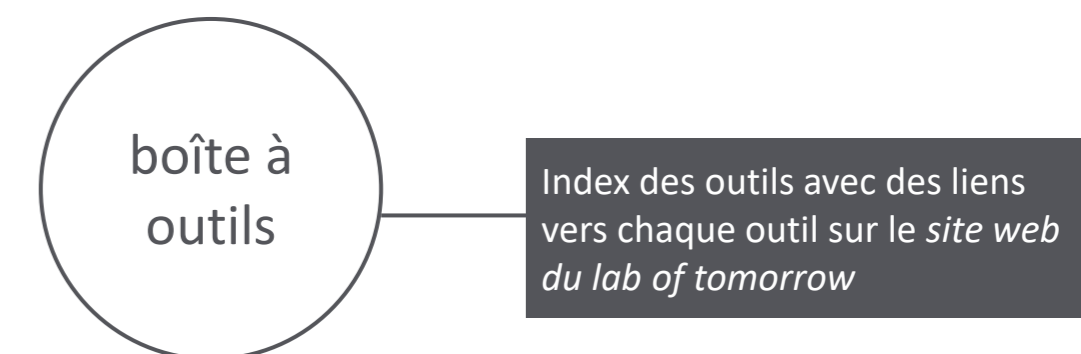 boîte à
outils
Index des outils avec des liens
vers chaque outil sur le site web
du lab of tomorrow